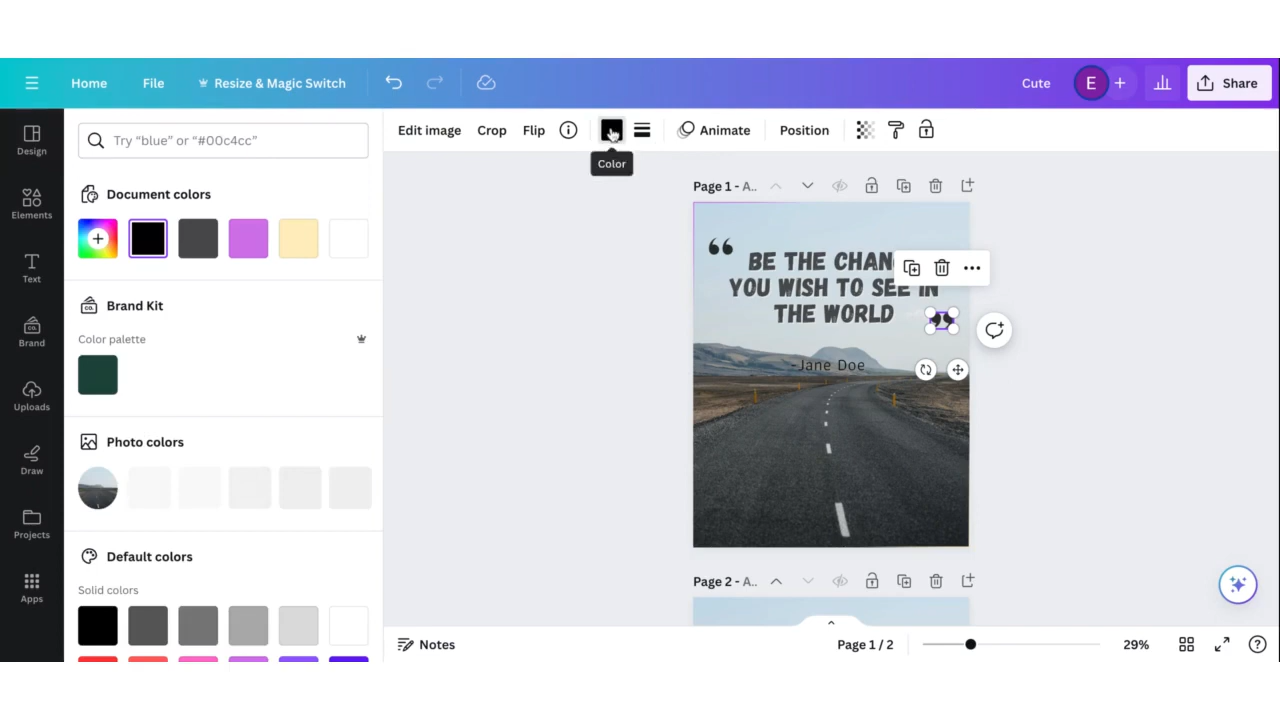 Home
File
Resize & Magic Switch
Cute
E
Share
Design
Elements
Text
Brand
CO.
Uploads
Draw
Projects
Apps
Try “blue” or “#00c4cc”
Document colors
Brand Kit
Color palette
Photo colors
Default colors
Solid colors
Edit image
Crop
Flip
Color
Animate
Position
Page 1 - A..
“
BE THE CHAN
YOU WISH TO SEE IN
THE WORLD
”
-Jane Doe
Page 2 - A..
Notes
Page 1 / 2
29%